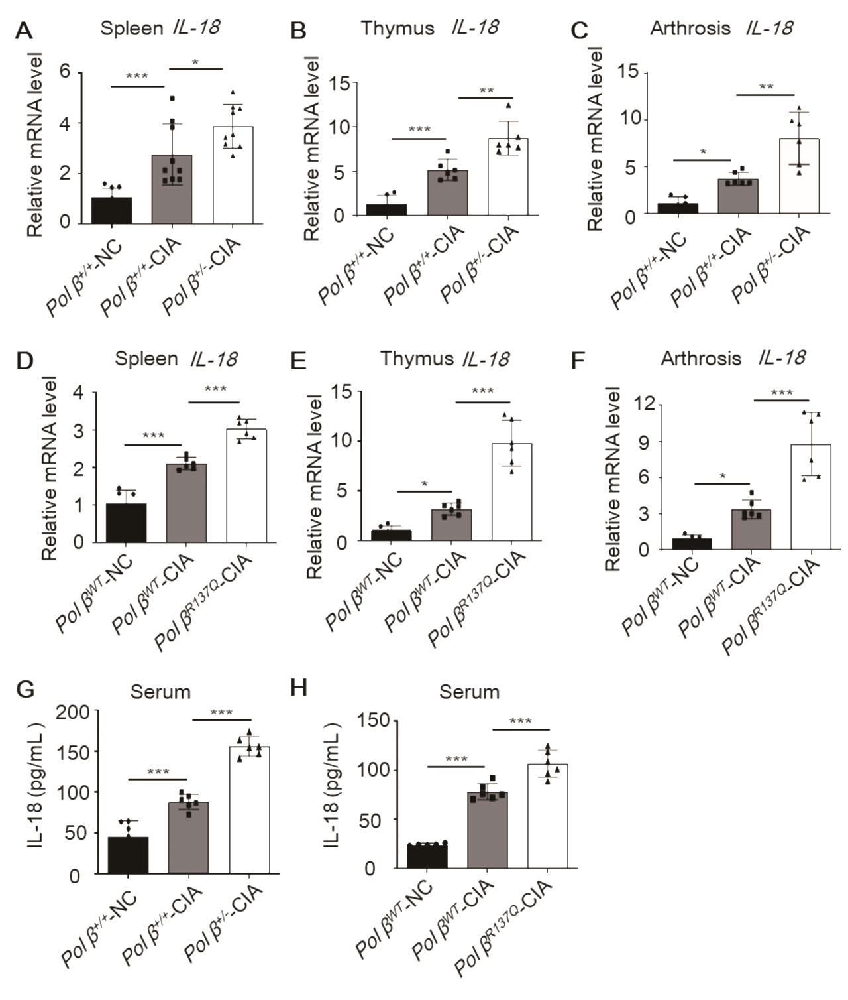 A Spleen IL-18
***
*
Relative mRNA level
6
4
2
0
Pol β+/+-NC
Pol β+/+-CIA
Pol β+/--CIA
B Thymus IL-18
***
**
Relative mRNA level
15
10
5
0
Pol β+/+-NC
Pol β+/+-CIA
Pol β+/--CIA
C Arthrosis IL-18
*
**
Relative mRNA level
15
10
5
0
Pol β+/+-NC
Pol β+/+-CIA
Pol β+/--CIA
D Spleen IL-18
***
***
Relative mRNA level
4
3
2
1
0
Pol βWT-NC
Pol βWT-CIA
Pol βR137Q-CIA
E Thymus IL-18
*
***
Relative mRNA level
15
10
5
0
Pol βWT-NC
Pol βWT-CIA
Pol βR137Q-CIA
F Arthrosis IL-18
*
***
Relative mRNA level
12
9
6
3
0
Pol βWT-NC
Pol βWT-CIA
Pol βR137Q-CIA
G Serum
***
***
IL-18 (pg/mL )
200
150
100
50
0
Pol β+/+-NC
Pol β+/+-CIA
Pol β+/--CIA
H Serum
***
***
IL-18 (pg/mL )
150
100
50
0
Pol βWT-NC
Pol βWT-CIA
Pol βR137Q-CIA